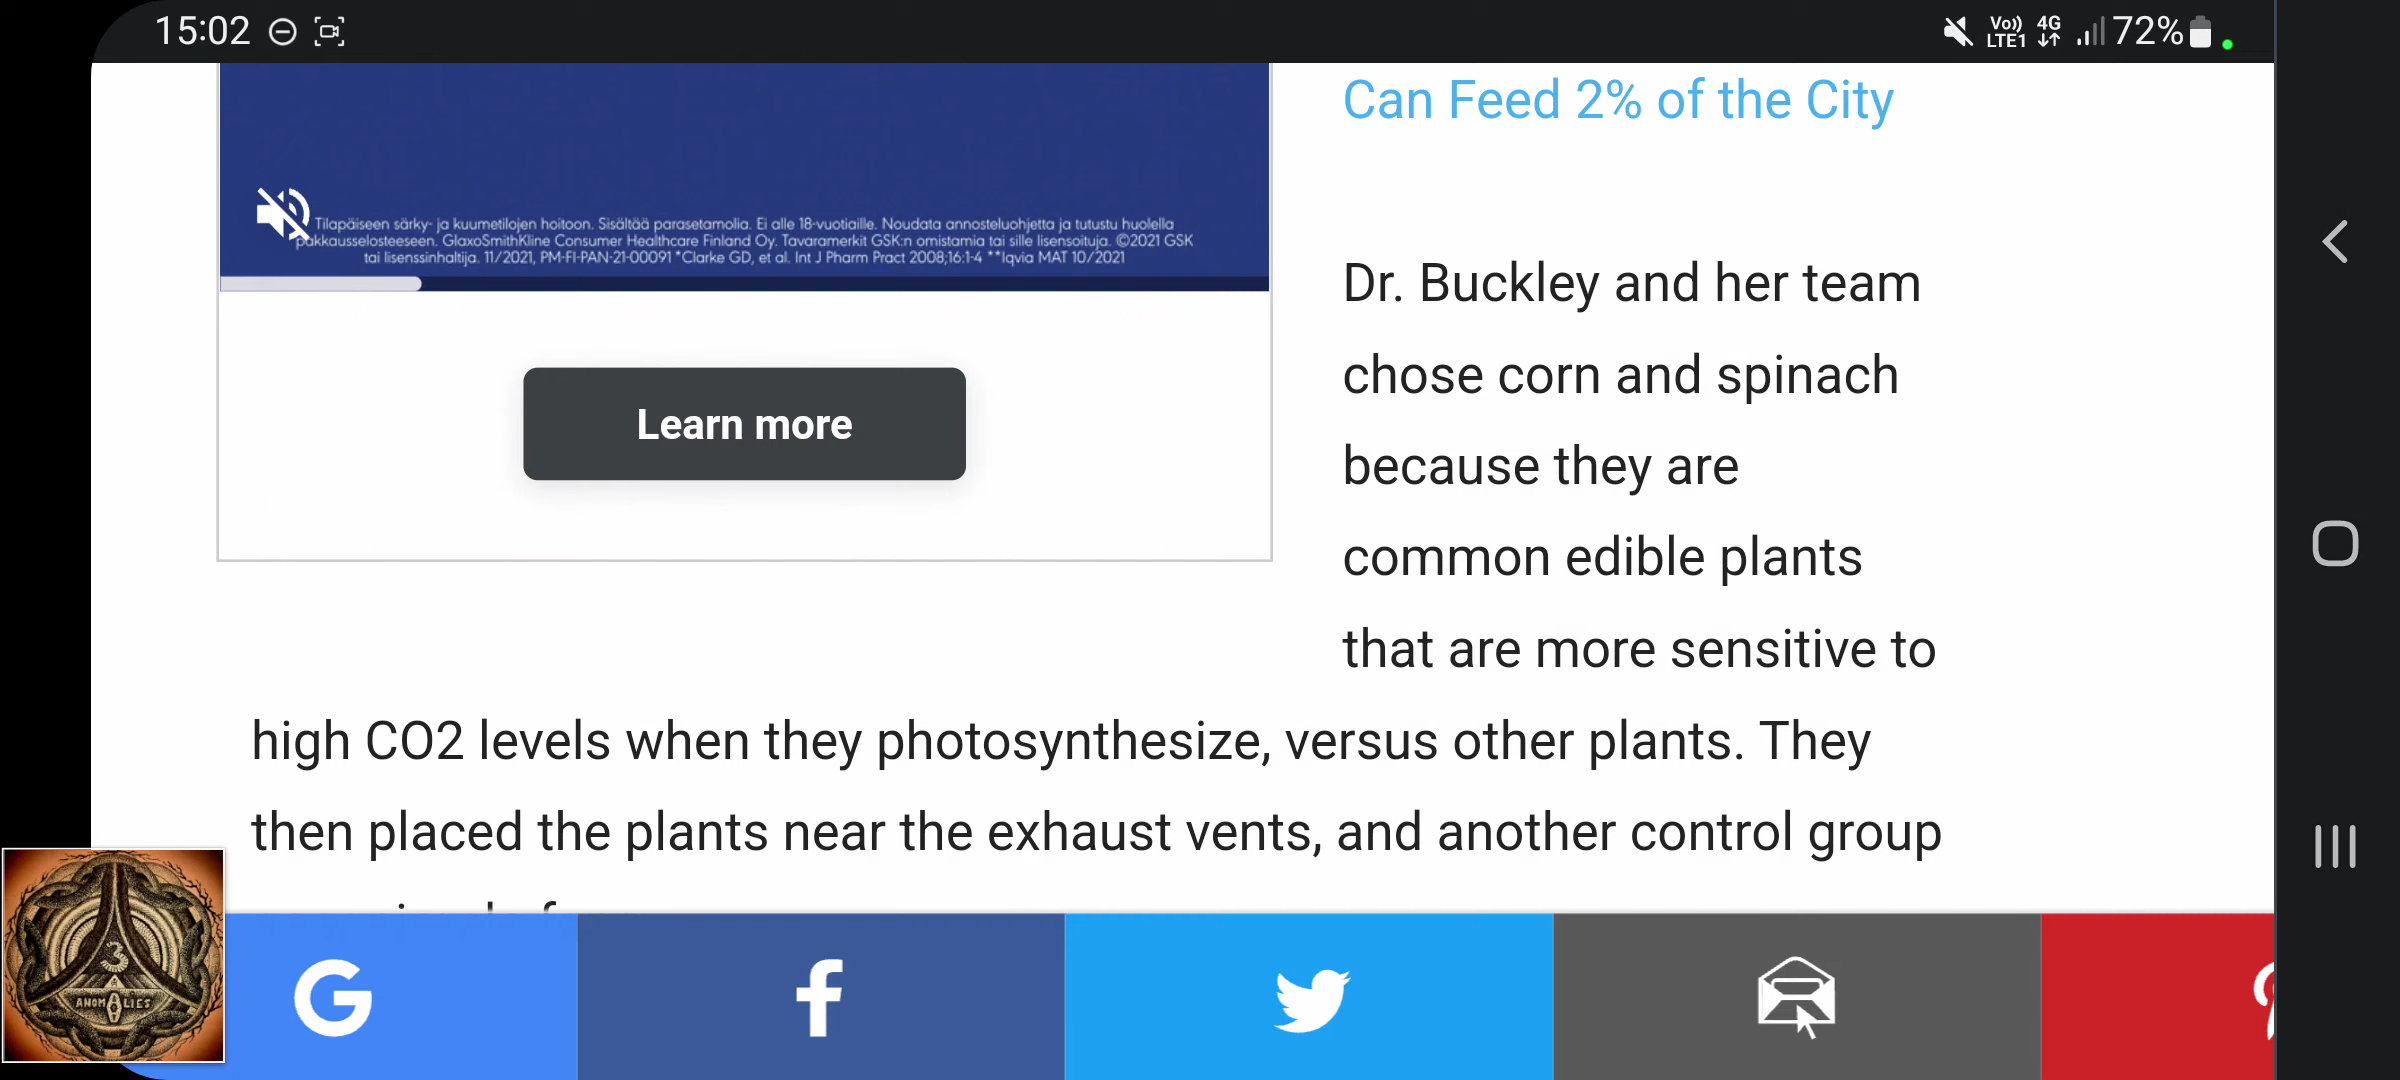 15:02
Vo))
LTE1
4G
72%
Can Feed 2% of the City
Tilapäiseen särky- ja kuumetilojen hoitoon. Sisältää parasetamolia. Ei alle 18-vuotiaille. Noudata annosteluohjetta ja tutustu huolella
pakkausselosteeseen. GlaxoSmithKline Consumer Healthcare Finland Oy. Tavaramerkit GSK:n omistamia tai sille lisensoituja. ©2021 GSK
tai lisenssinhaltija. 11/2021, PM-FI-PAN-21-00091 *Clarke GD, et al. Int J Pharm Pract 2008;16:1-4 **Iqvia MAT 10/2021
Learn more
Dr. Buckley and her team
chose corn and spinach
because they are
common edible plants
that are more sensitive to
high CO2 levels when they photosynthesize, versus other plants. They
then placed the plants near the exhaust vents, and another control group
3
ANOMALIES